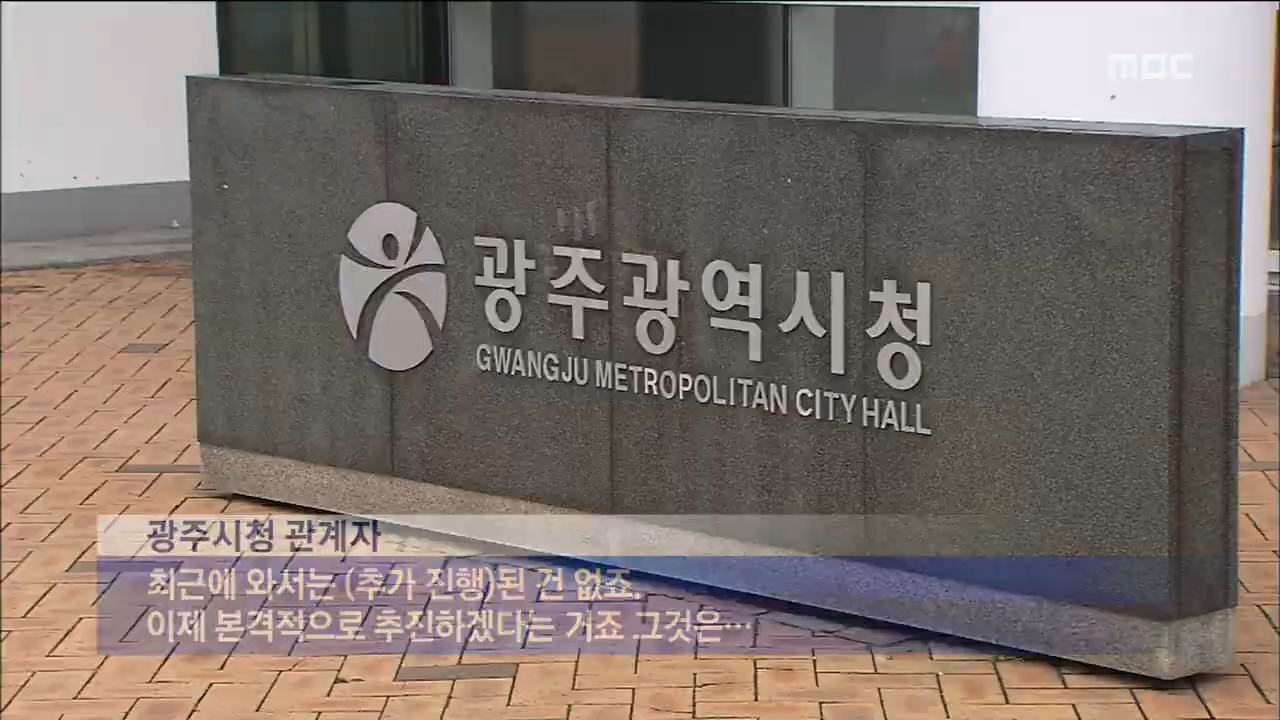 MBC
광주광역시청
GWANGJU METROPOLITAN CITY HALL
광주시청 관계자
최근에 와서는 (추가 진행)된 건 없죠.
이제 본격적으로 추진하겠다는 거죠 그것은…